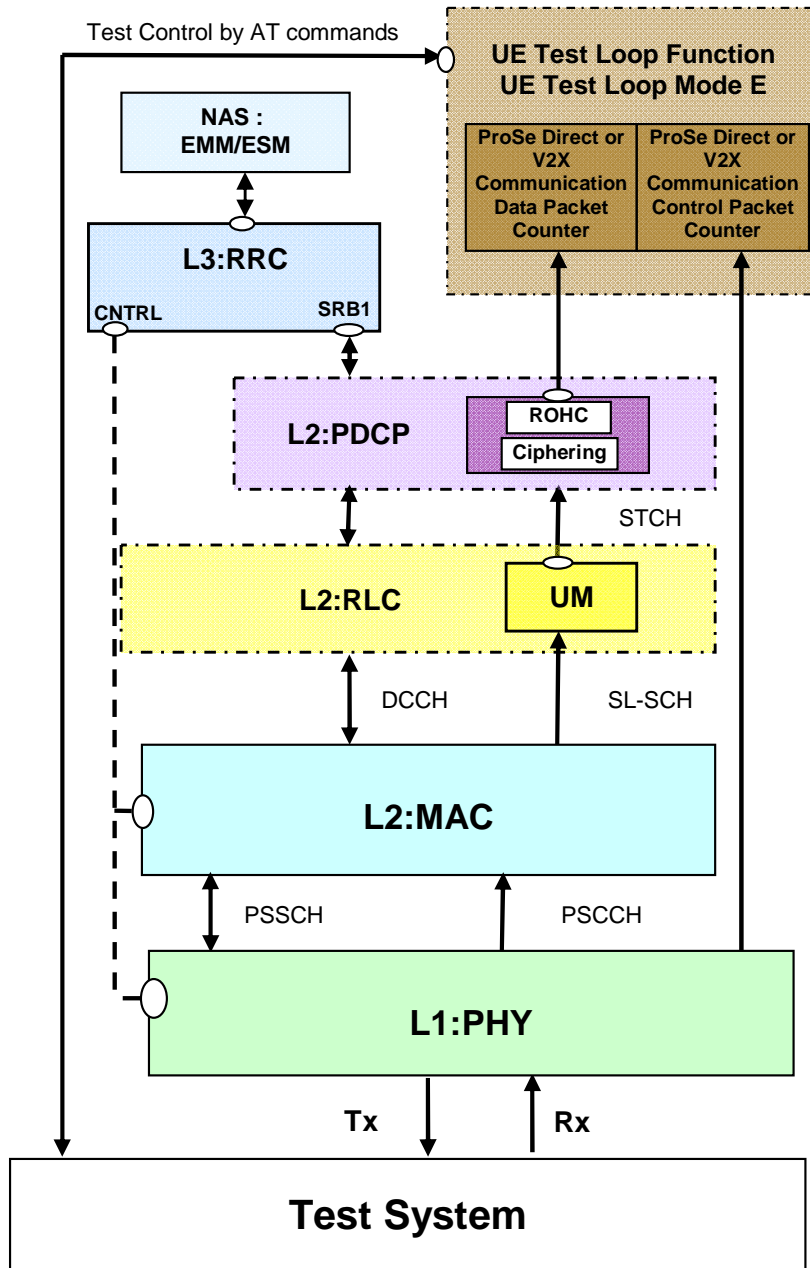 Test Control by AT commands
UE Test Loop Function
UE Test Loop Mode E
NAS :
EMM/ESM
ProSe Direct or
V2X
Communication
Data Packet
Counter
ProSe Direct or
V2X
Communication
Control Packet
Counter
L3:RRC
CNTRL
SRB1
L2:PDCP
ROHC
Ciphering
STCH
L2:RLC
UM
DCCH
SL-SCH
L2:MAC
PSSCH
PSCCH
L1:PHY
Tx
Rx
Test System